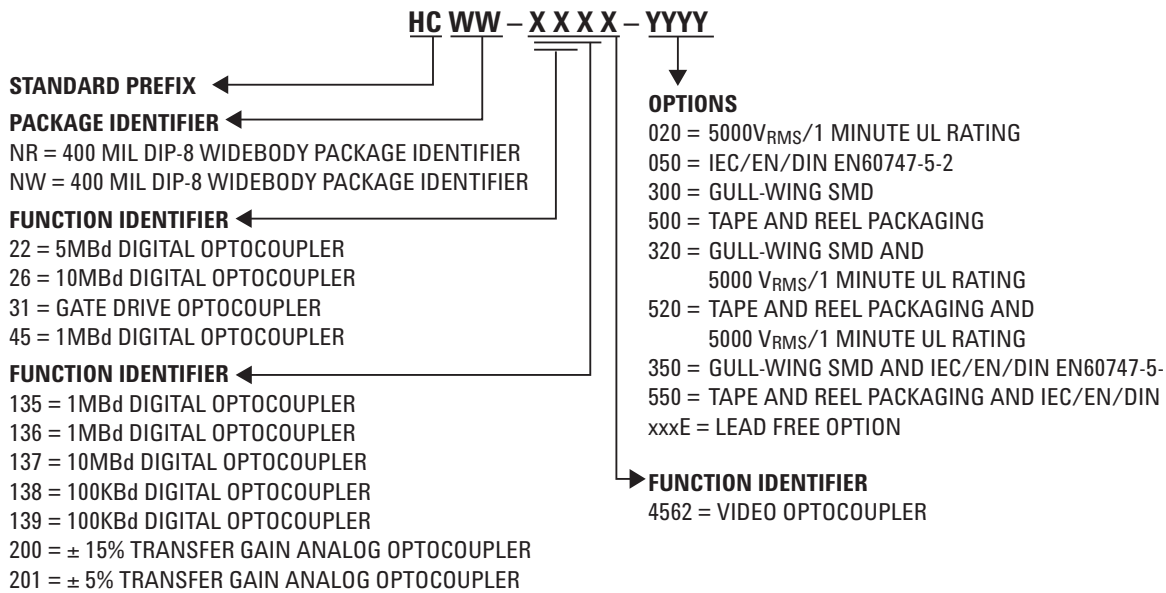 HC WW – X X X X – YYYY
STANDARD PREFIX
PACKAGE IDENTIFIER
NR = 400 MIL DIP-8 WIDEBODY PACKAGE IDENTIFIER
NW = 400 MIL DIP-8 WIDEBODY PACKAGE IDENTIFIER
FUNCTION IDENTIFIER
22 = 5MBd DIGITAL OPTOCOUPLER
26 = 10MBd DIGITAL OPTOCOUPLER
31 = GATE DRIVE OPTOCOUPLER
45 = 1MBd DIGITAL OPTOCOUPLER
FUNCTION IDENTIFIER
135 = 1MBd DIGITAL OPTOCOUPLER
136 = 1MBd DIGITAL OPTOCOUPLER
137 = 10MBd DIGITAL OPTOCOUPLER
138 = 100KBd DIGITAL OPTOCOUPLER
139 = 100KBd DIGITAL OPTOCOUPLER
200 = ± 15% TRANSFER GAIN ANALOG OPTOCOUPLER
201 = ± 5% TRANSFER GAIN ANALOG OPTOCOUPLER
OPTIONS
020 = 5000VRMS/1 MINUTE UL RATING
050 = IEC/EN/DIN EN60747-5-2
300 = GULL-WING SMD
500 = TAPE AND REEL PACKAGING
320 = GULL-WING SMD AND
5000 VRMS/1 MINUTE UL RATING
520 = TAPE AND REEL PACKAGING AND
5000 VRMS/1 MINUTE UL RATING
350 = GULL-WING SMD AND IEC/EN/DIN EN60747-5-
550 = TAPE AND REEL PACKAGING AND IEC/EN/DIN
xxxE = LEAD FREE OPTION
FUNCTION IDENTIFIER
4562 = VIDEO OPTOCOUPLER